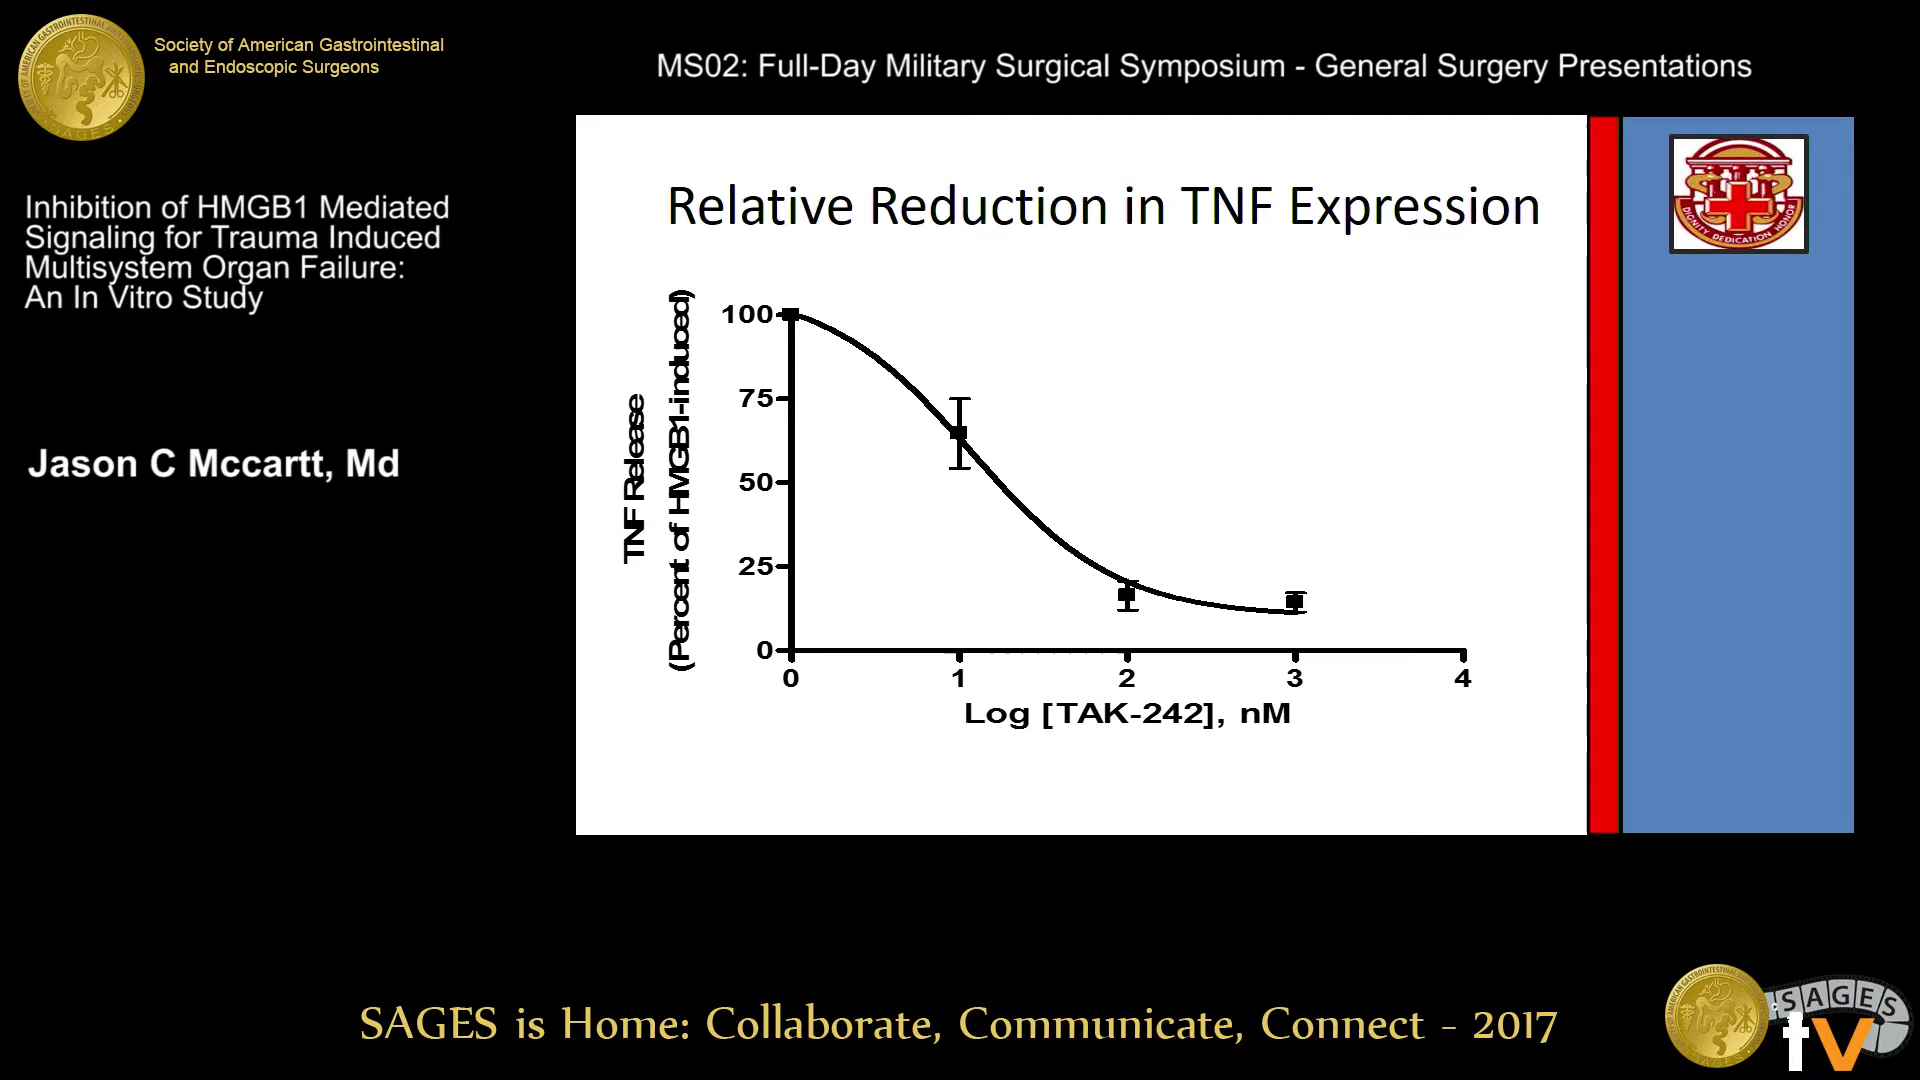 Society of American Gastrointestinal
and Endoscopic Surgeons
MS02: Full-Day Military Surgical Symposium - General Surgery Presentations
Inhibition of HMGB1 Mediated
Signaling for Trauma Induced
Multisystem Organ Failure:
An In Vitro Study
Jason C Mccartt, Md
Relative Reduction in TNF Expression
DIGNITY DEDICATION HONOR
TNF Release
(Percent of HMGB1-induced)
100
75
50
25
0
0 1 2 3 4
Log [TAK-242], nM
SAGES is Home: Collaborate, Communicate, Connect - 2017
SAGES
tV